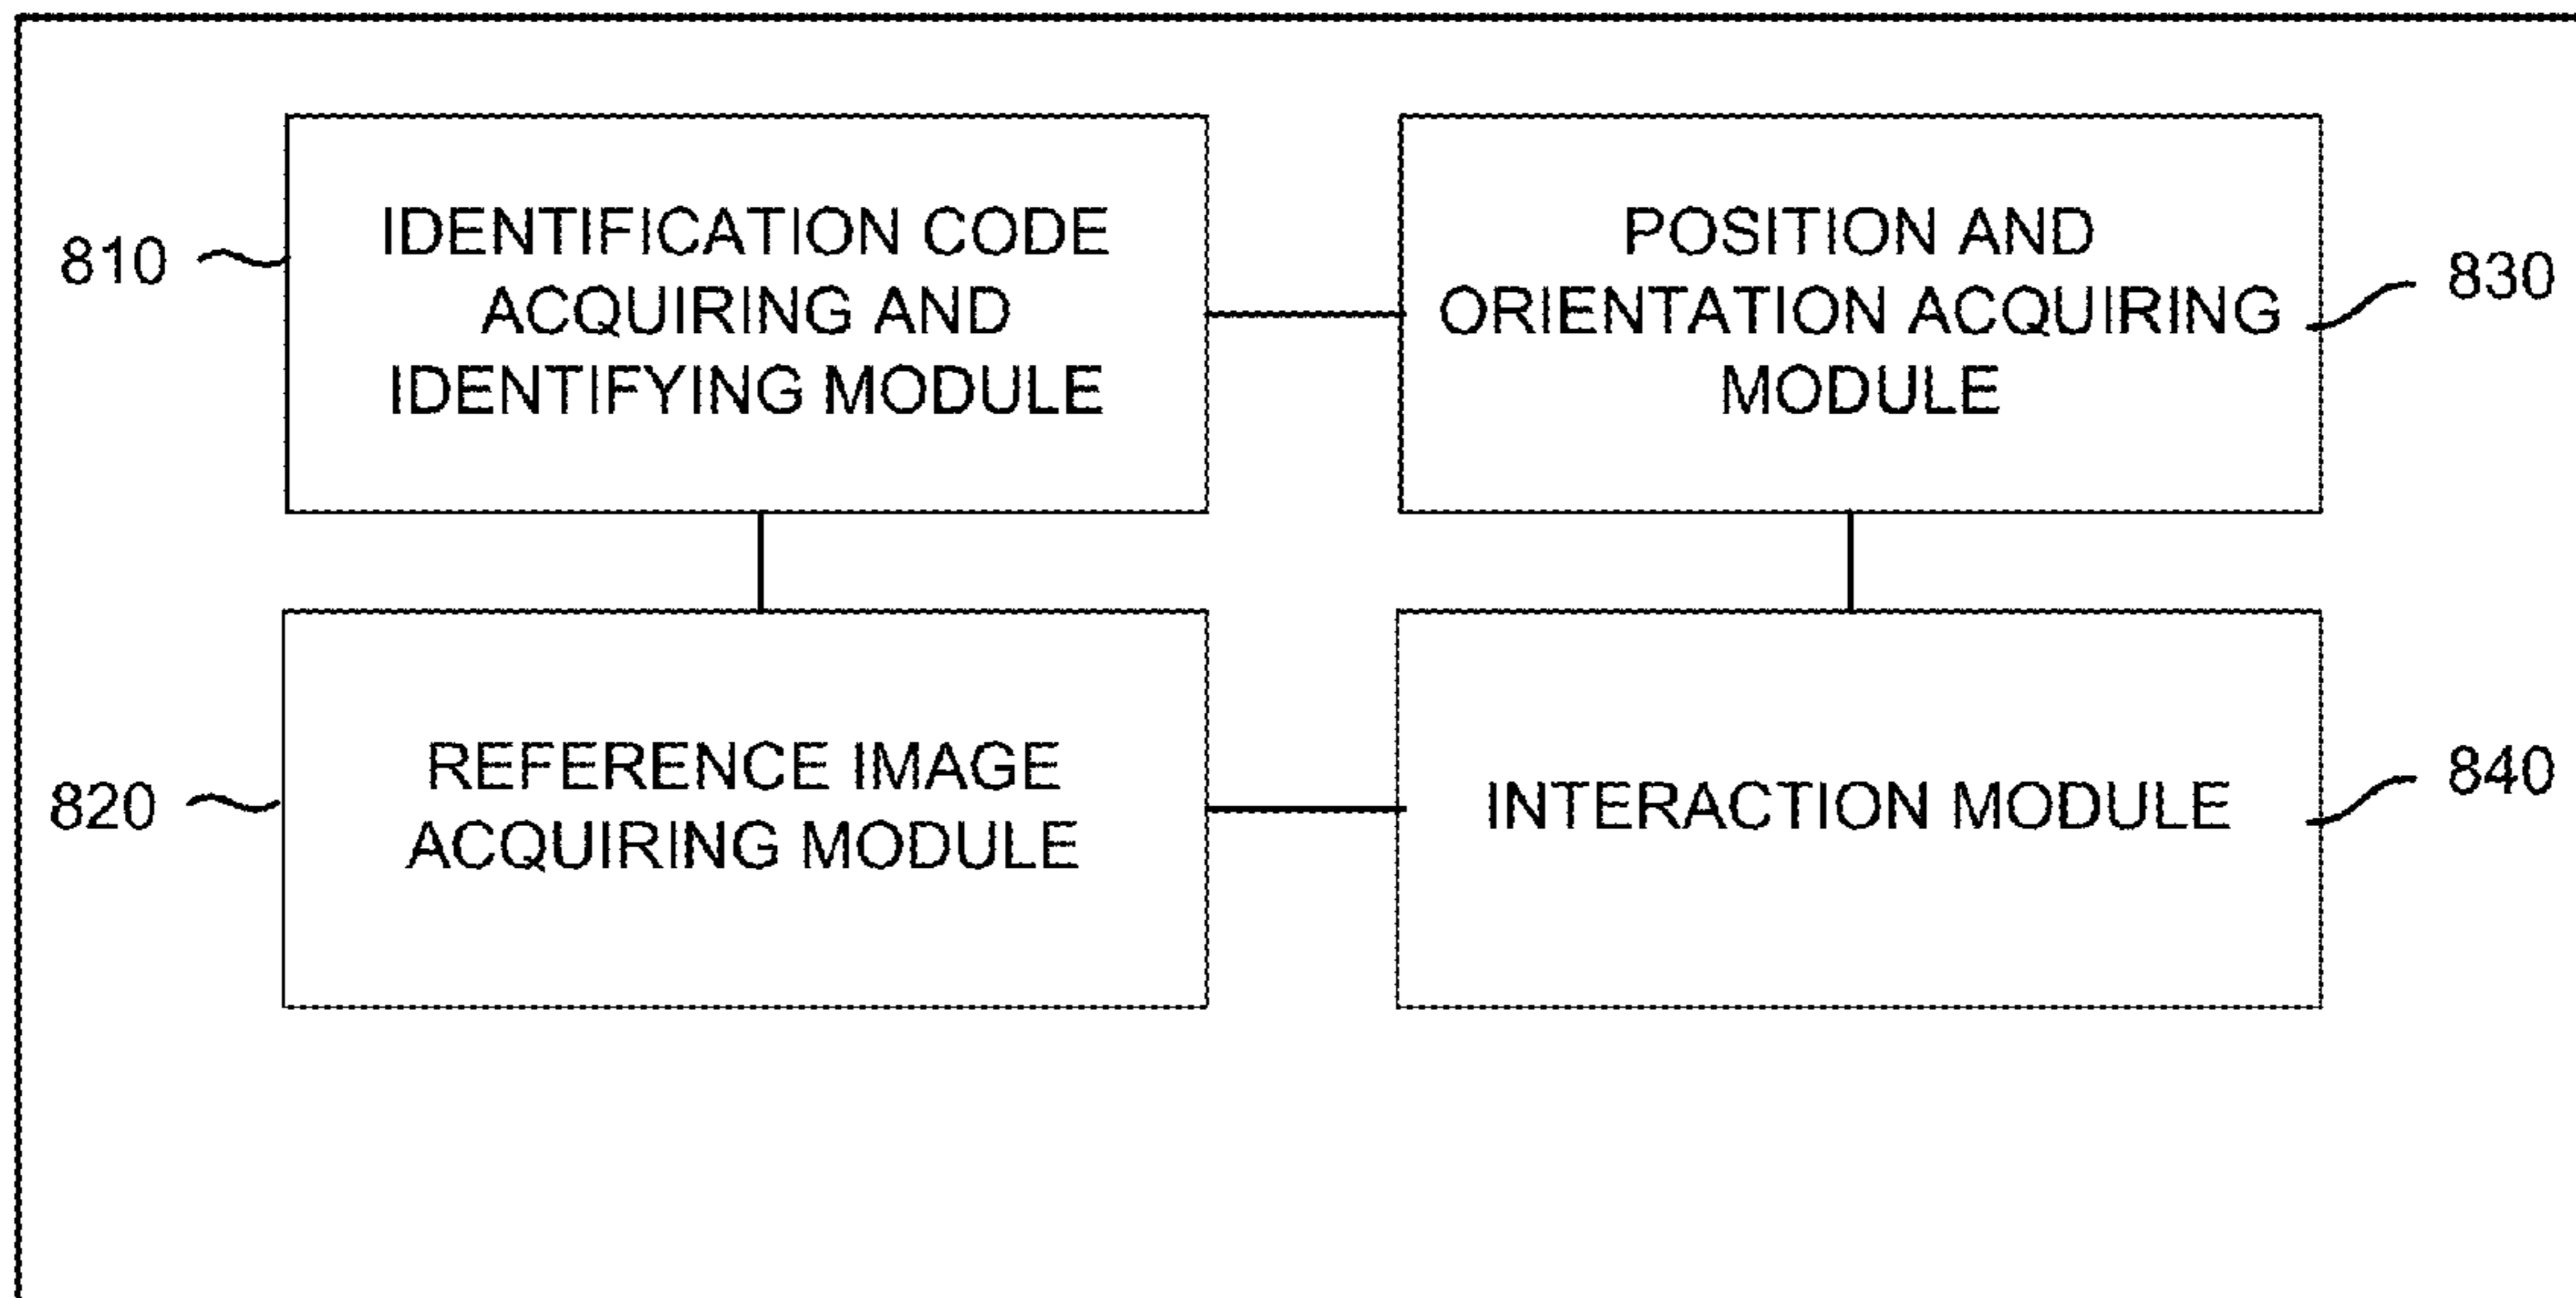 810
IDENTIFICATION CODE
ACQUIRING AND
IDENTIFYING MODULE
POSITION AND
ORIENTATION ACQUIRING
MODULE
830
820
REFERENCE IMAGE
ACQUIRING MODULE
INTERACTION MODULE
840